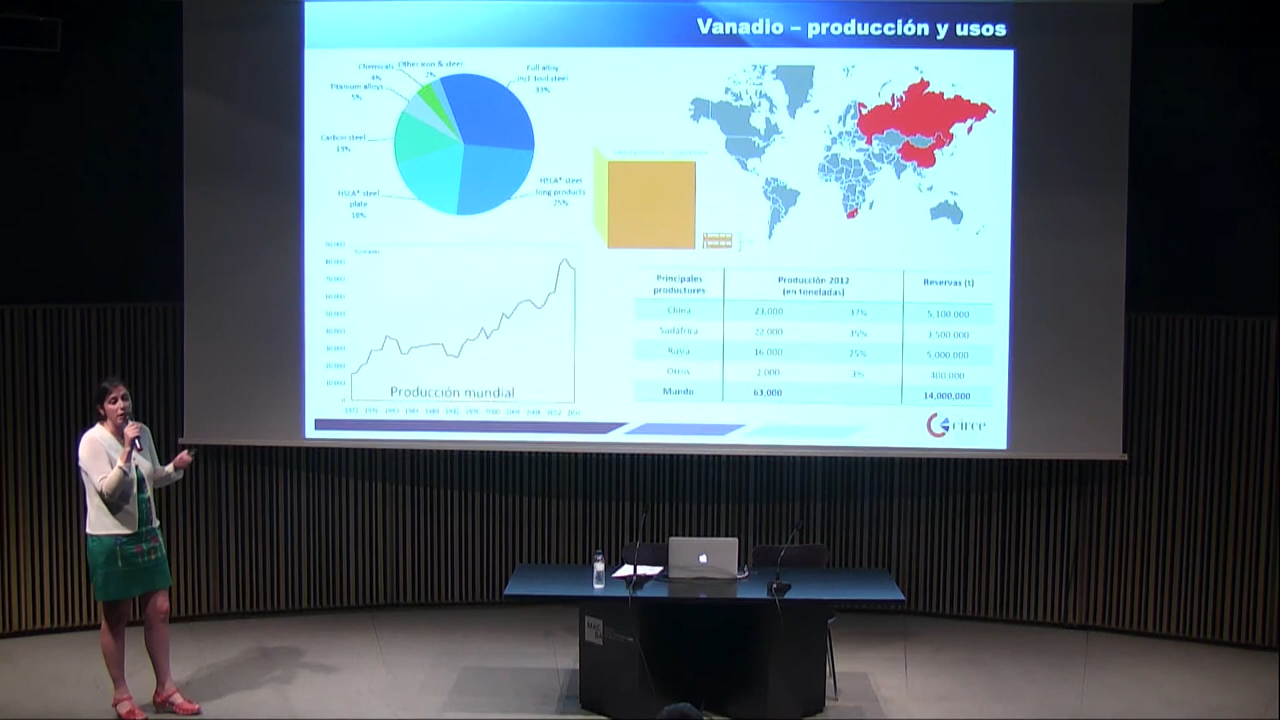 Vanadio – producción y usos
Chemicals
4%
Other iron & steel
2%
Full alloy
incl. tool steel
33%
Titanium alloys
5%
Carbon steel
13%
HSLA* steel
plate
18%
HSLA* steel
long products
25%
Producción mundial
Principales
productores
Producción 2012
(en toneladas)
Reservas (t)
China 23,000 37% 5,100,000
Sudáfrica 22,000 35% 3,500,000
Rusia 16,000 25% 5,000,000
Otros 2,000 3% 400,000
Mundo 63,000 14,000,000
circe